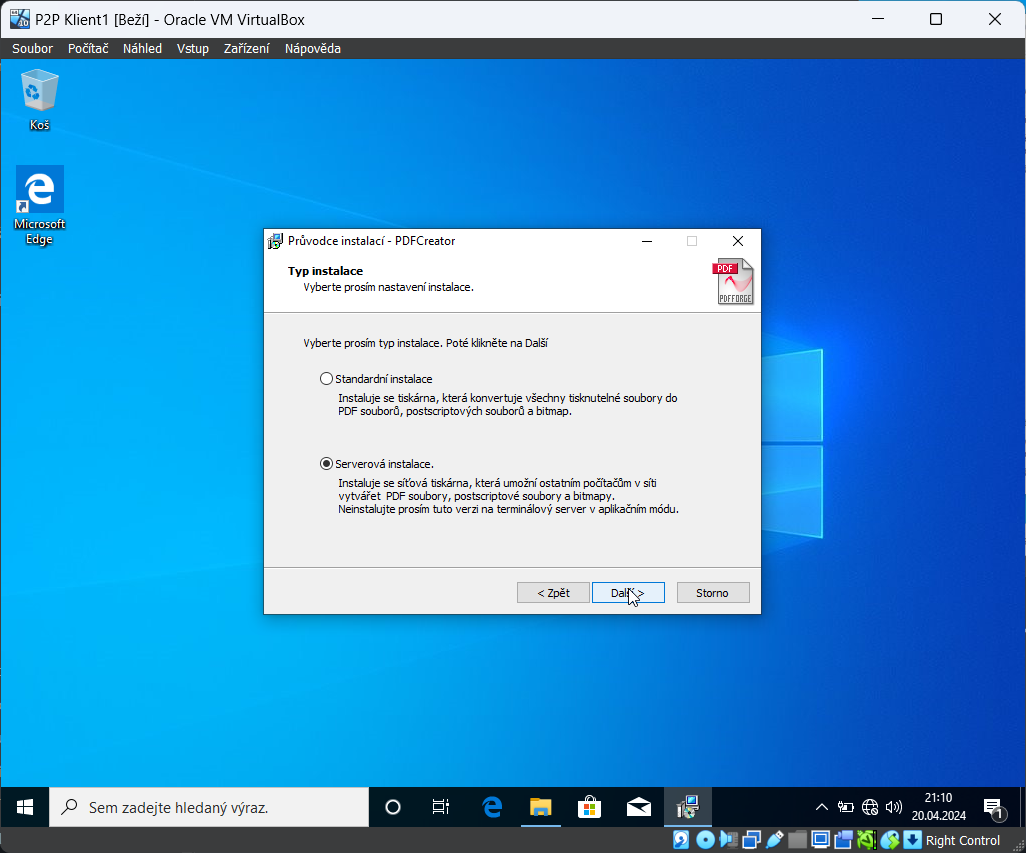 P2P Klient1 [Beží] - Oracle VM VirtualBox
Soubor Počítač Náhled Vstup Zařízení Nápověda
Koš
Microsoft
Edge
Průvodce instalací - PDFCreator
Typ instalace
Vyberte prosím nastavení instalace.
PDF
PDFFORGE
Vyberte prosím typ instalace. Poté klikněte na Další
Standardní instalace
Instaluje se tiskárna, která konvertuje všechny tisknutelné soubory do
PDF souborů, postscriptových souborů a bitmap.
Serverová instalace.
Instaluje se síťová tiskárna, která umožní ostatním počítačům v síti
vytvářet PDF soubory, postscriptové soubory a bitmapy.
Neinstalujte prosím tuto verzi na terminálový server v aplikačním módu.
< Zpět Další > Storno
Sem zadejte hledaný výraz.
21:10
20.04.2024
1
Right Control